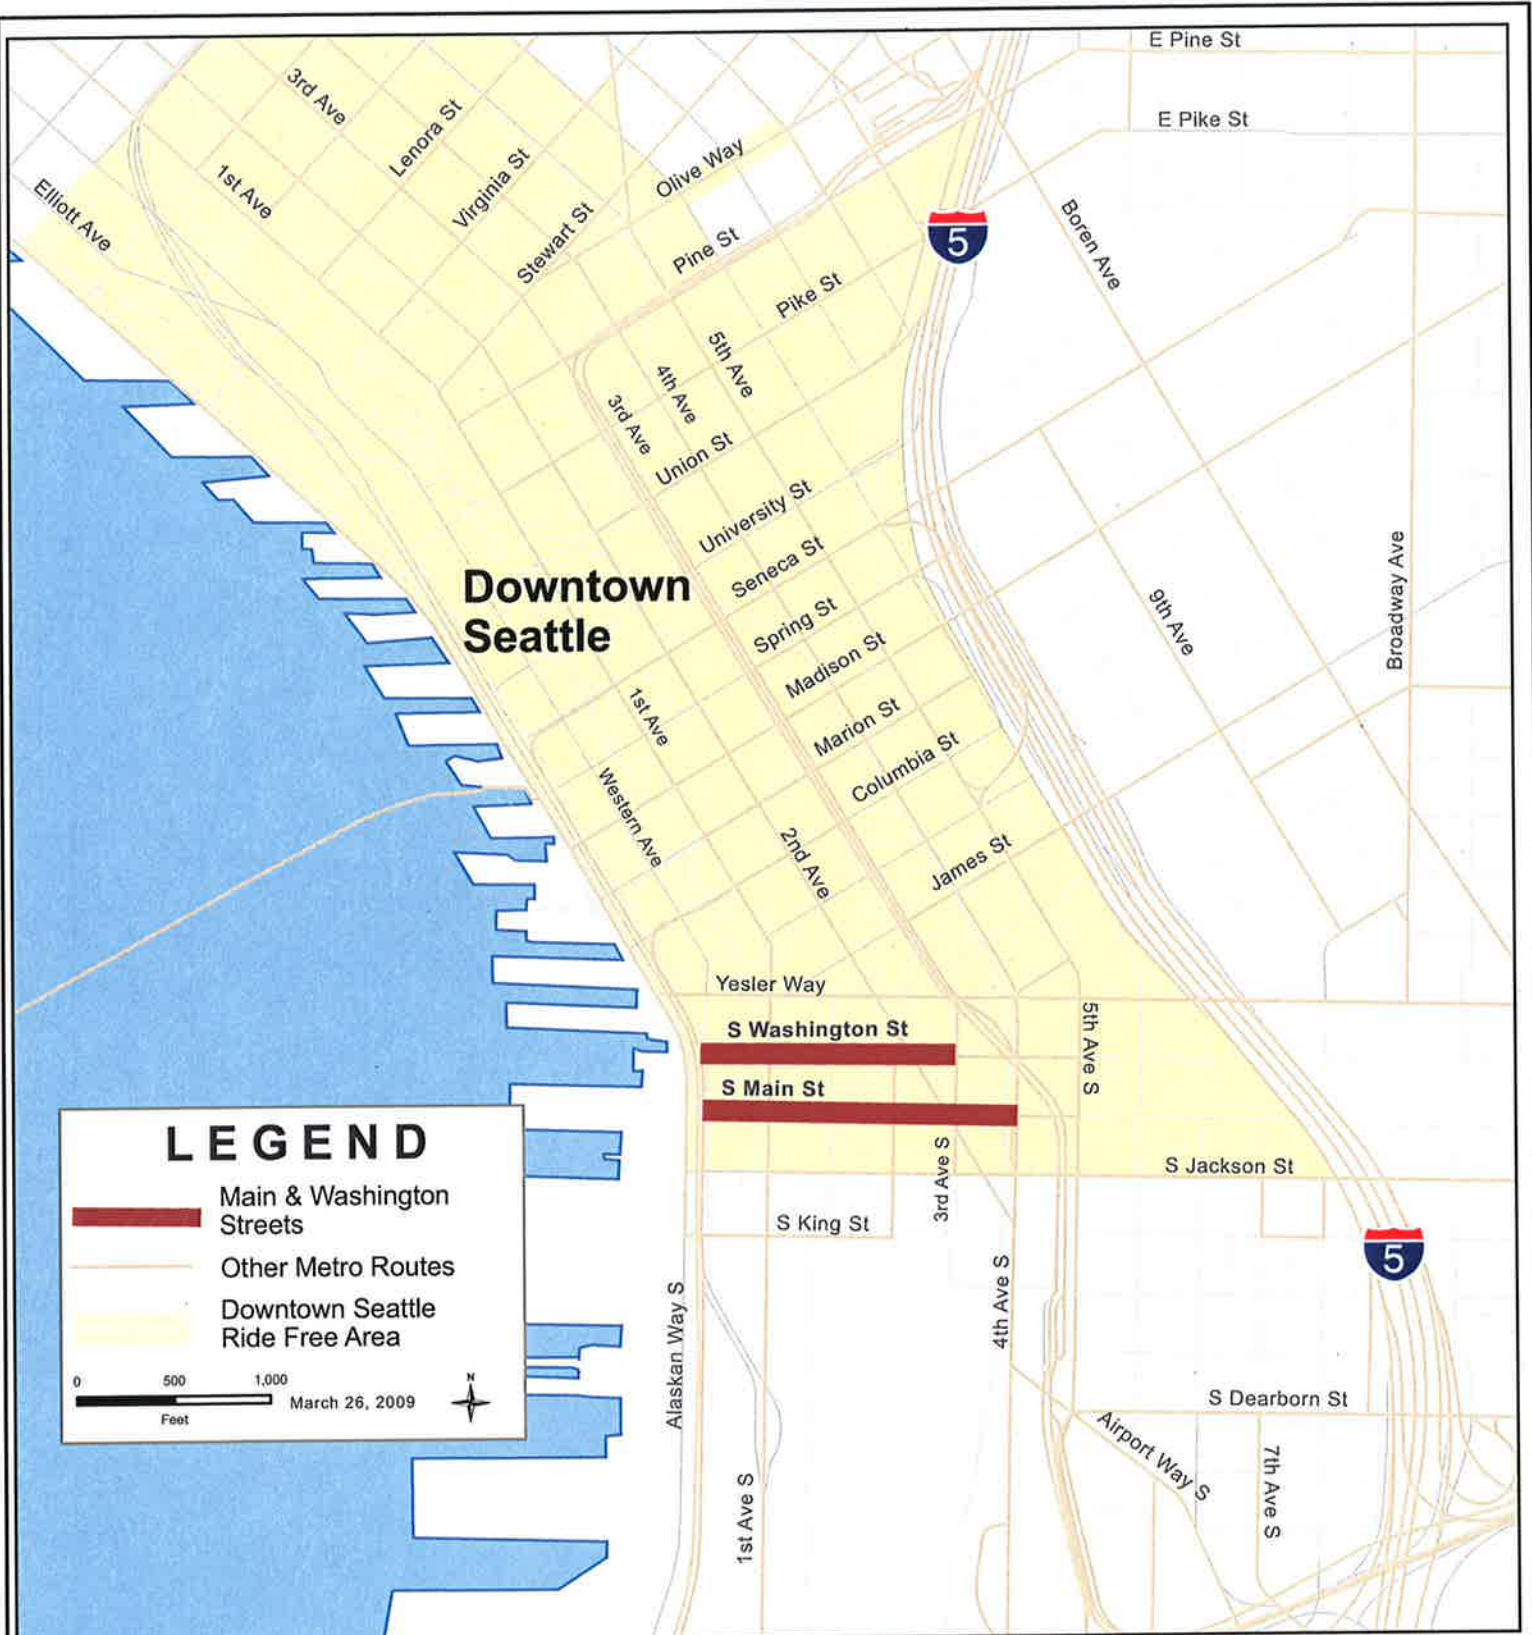 E Pine St
E Pike St
3rd Ave
Lenora St
Virginia St
Stewart St
Olive Way
1st Ave
Elliott Ave
Pine St
Pike St
5
Boren Ave
5th Ave
4th Ave
3rd Ave
Union St
University St
Seneca St
Spring St
Madison St
Marion St
Columbia St
James St
Downtown
Seattle
9th Ave
Broadway Ave
1st Ave
Western Ave
2nd Ave
Yesler Way
S Washington St
S Main St
5th Ave S
3rd Ave S
S Jackson St
S King St
4th Ave S
Alaskan Way S
1st Ave S
5
S Dearborn St
Airport Way S
7th Ave S
LEGEND
Main & Washington
Streets
Other Metro Routes
Downtown Seattle
Ride Free Area
0 500 1,000
Feet
March 26, 2009
N